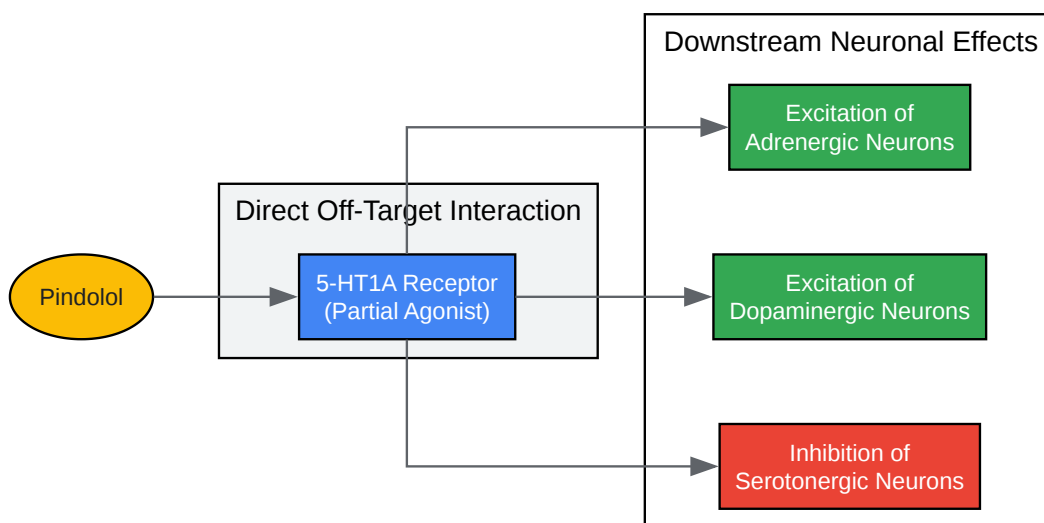 Downstream Neuronal Effects
Excitation of
Adrenergic Neurons
Direct Off-Target Interaction
Pindolol
5-HT1A Receptor
(Partial Agonist)
Excitation of
Dopaminergic Neurons
Inhibition of
Serotonergic Neurons